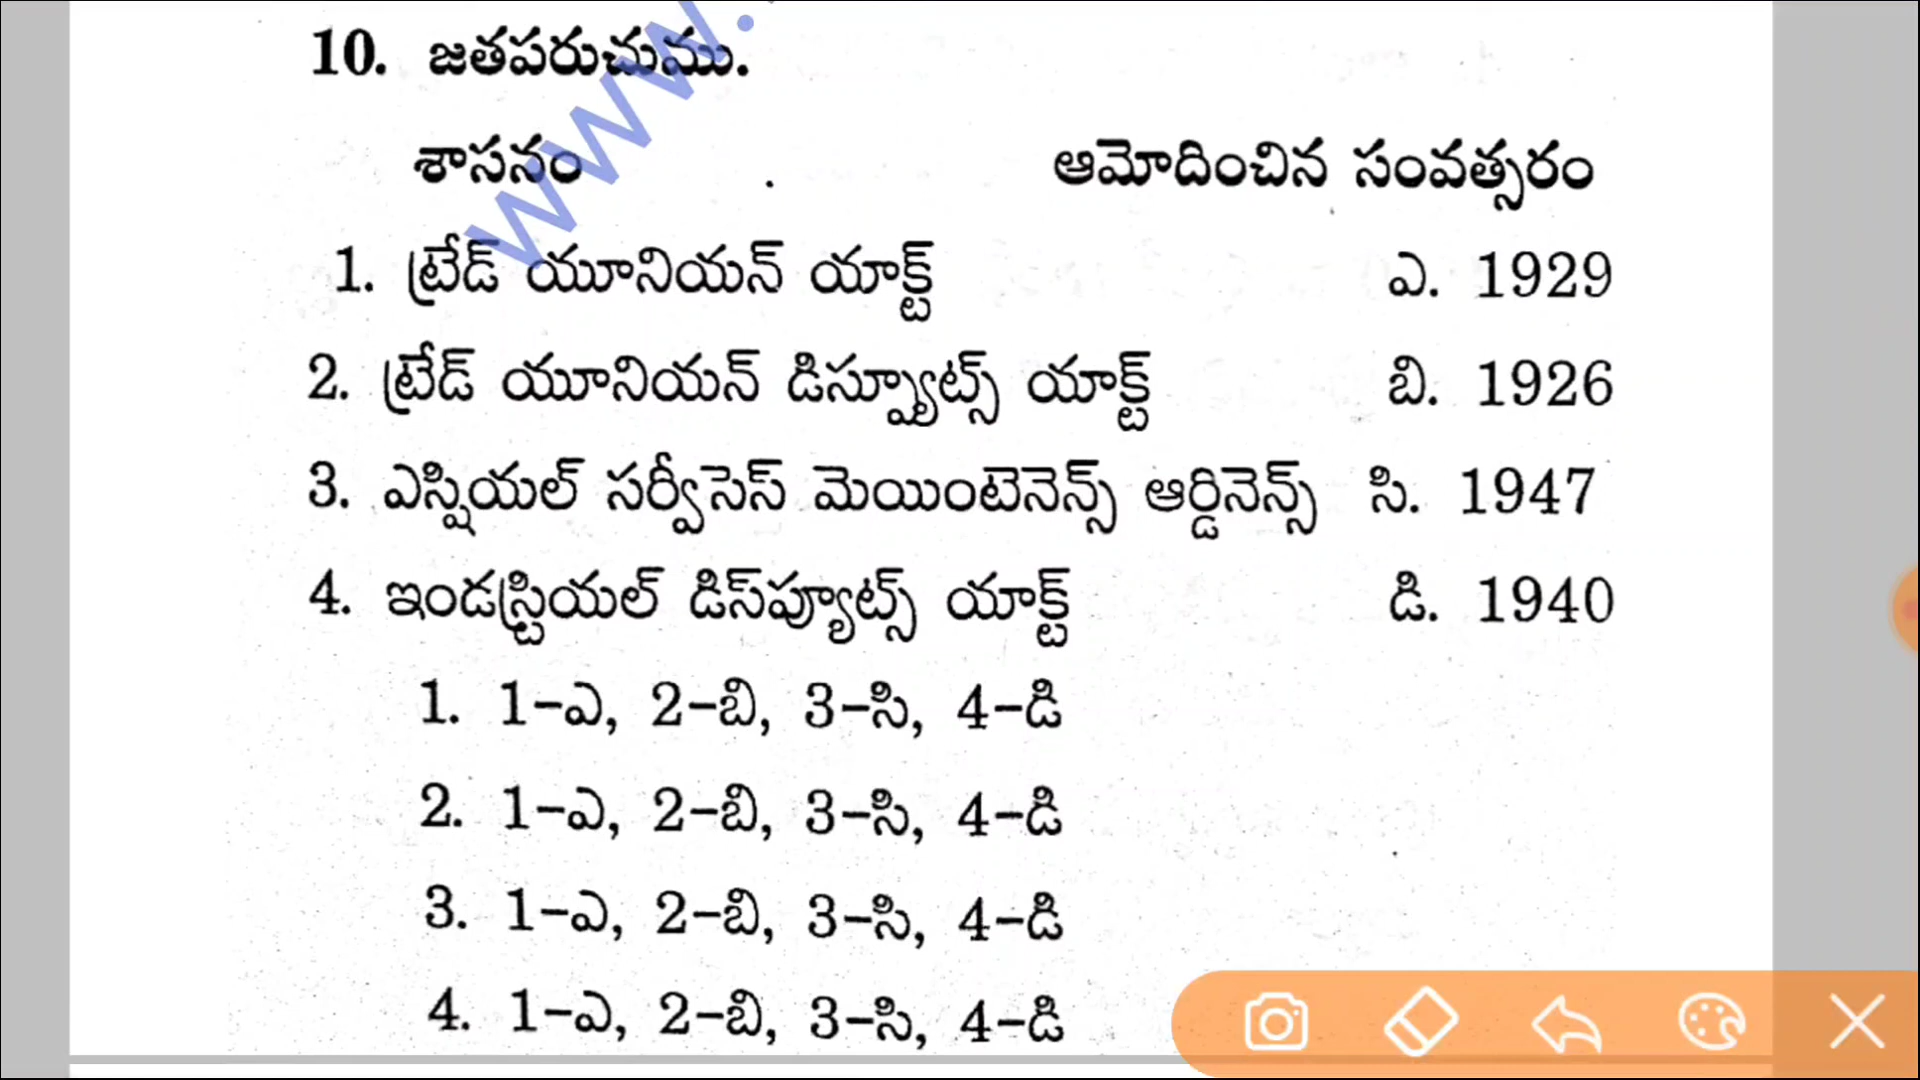 10. జతపరుచుము.
www.
శాసనం ఆమోదించిన సంవత్సరం
1. ట్రేడ్ యూనియన్ యాక్ట్ ఎ. 1929
2. ట్రేడ్ యూనియన్ డిస్ప్యూట్స్ యాక్ట్ బి. 1926
3. ఎస్షియల్ సర్వీసెస్ మెయింటెనెన్స్ ఆర్డినెన్స్ సి. 1947
4. ఇండస్ట్రియల్ డిస్‌ప్యూట్స్ యాక్ట్ డి. 1940
1. 1-ఎ, 2-బి, 3-సి, 4-డి
2. 1-ఎ, 2-బి, 3-సి, 4-డి
3. 1-ఎ, 2-బి, 3-సి, 4-డి
4. 1-ఎ, 2-బి, 3-సి, 4-డి